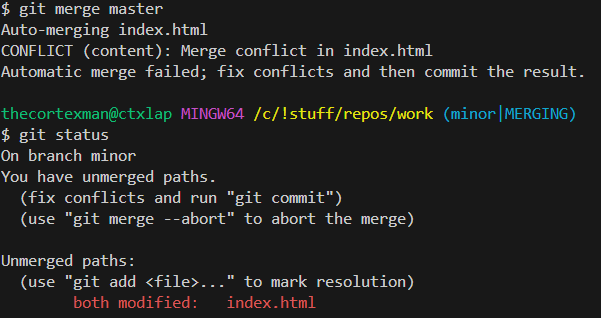 $ git merge master
Auto-merging index.html
CONFLICT (content): Merge conflict in index.html
Automatic merge failed; fix conflicts and then commit the result.

thecortexman@ctxlap MINGW64 /c/!stuff/repos/work (minor|MERGING)
$ git status
On branch minor
You have unmerged paths.
  (fix conflicts and run "git commit")
  (use "git merge --abort" to abort the merge)

Unmerged paths:
  (use "git add <file>..." to mark resolution)
        both modified:   index.html